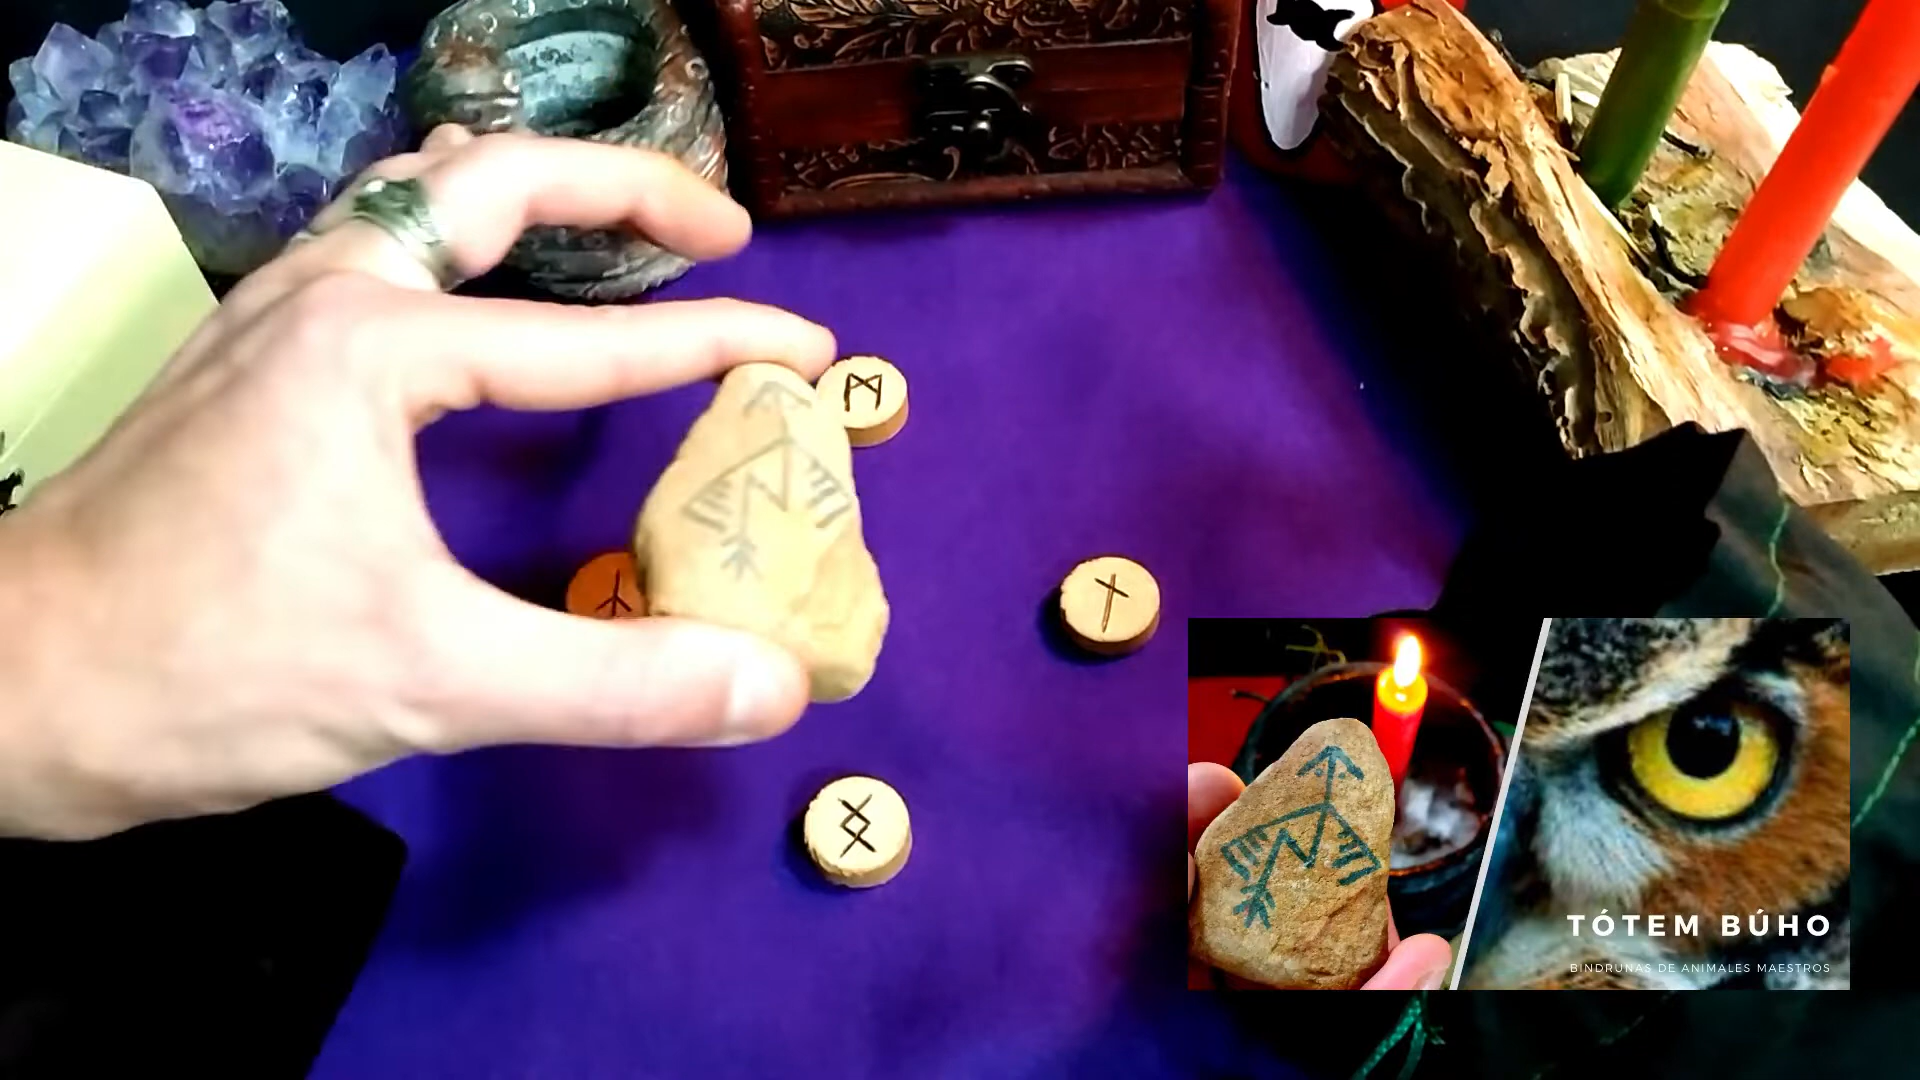 ᛗ
ᛉ
ᚾ
ᛝ
TÓTEM BÚHO
BINDRUNAS DE ANIMALES MAESTROS